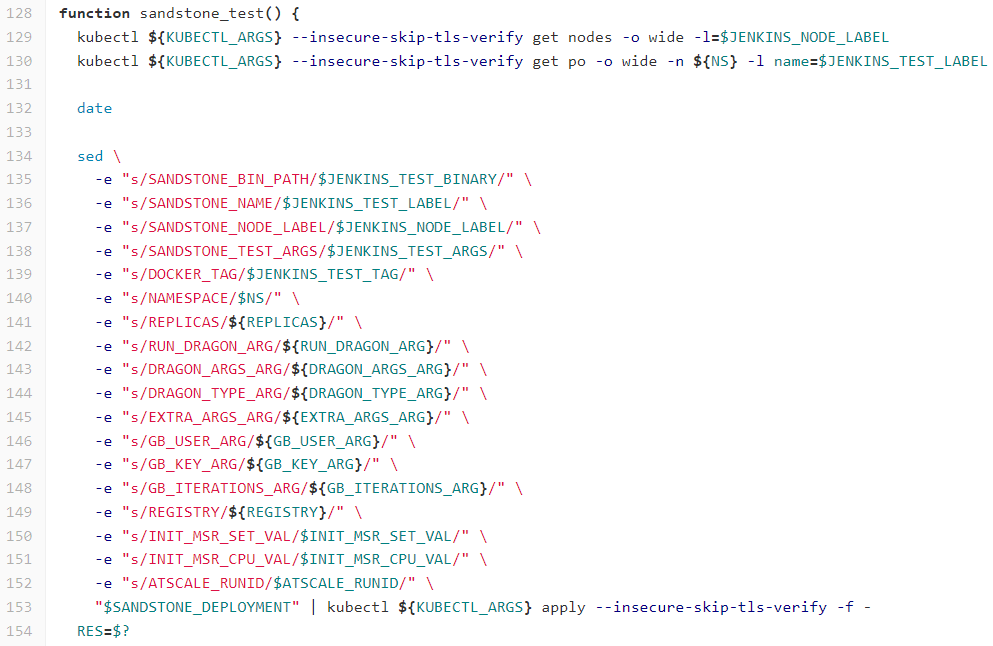 128 function sandstone_test() {
129 kubectl ${KUBECTL_ARGS} --insecure-skip-tls-verify get nodes -o wide -l=$JENKINS_NODE_LABEL
130 kubectl ${KUBECTL_ARGS} --insecure-skip-tls-verify get po -o wide -n ${NS} -l name=$JENKINS_TEST_LABEL
131
132 date
133
134 sed \
135 -e "s/SANDSTONE_BIN_PATH/$JENKINS_TEST_BINARY/" \
136 -e "s/SANDSTONE_NAME/$JENKINS_TEST_LABEL/" \
137 -e "s/SANDSTONE_NODE_LABEL/$JENKINS_NODE_LABEL/" \
138 -e "s/SANDSTONE_TEST_ARGS/$JENKINS_TEST_ARGS/" \
139 -e "s/DOCKER_TAG/$JENKINS_TEST_TAG/" \
140 -e "s/NAMESPACE/$NS/" \
141 -e "s/REPLICAS/${REPLICAS}/" \
142 -e "s/RUN_DRAGON_ARG/${RUN_DRAGON_ARG}/" \
143 -e "s/DRAGON_ARGS_ARG/${DRAGON_ARGS_ARG}/" \
144 -e "s/DRAGON_TYPE_ARG/${DRAGON_TYPE_ARG}/" \
145 -e "s/EXTRA_ARGS_ARG/${EXTRA_ARGS_ARG}/" \
146 -e "s/GB_USER_ARG/${GB_USER_ARG}/" \
147 -e "s/GB_KEY_ARG/${GB_KEY_ARG}/" \
148 -e "s/GB_ITERATIONS_ARG/${GB_ITERATIONS_ARG}/" \
149 -e "s/REGISTRY/${REGISTRY}/" \
150 -e "s/INIT_MSR_SET_VAL/$INIT_MSR_SET_VAL/" \
151 -e "s/INIT_MSR_CPU_VAL/$INIT_MSR_CPU_VAL/" \
152 -e "s/ATSCALE_RUNID/$ATSCALE_RUNID/" \
153 "$SANDSTONE_DEPLOYMENT" | kubectl ${KUBECTL_ARGS} apply --insecure-skip-tls-verify -f -
154 RES=$?